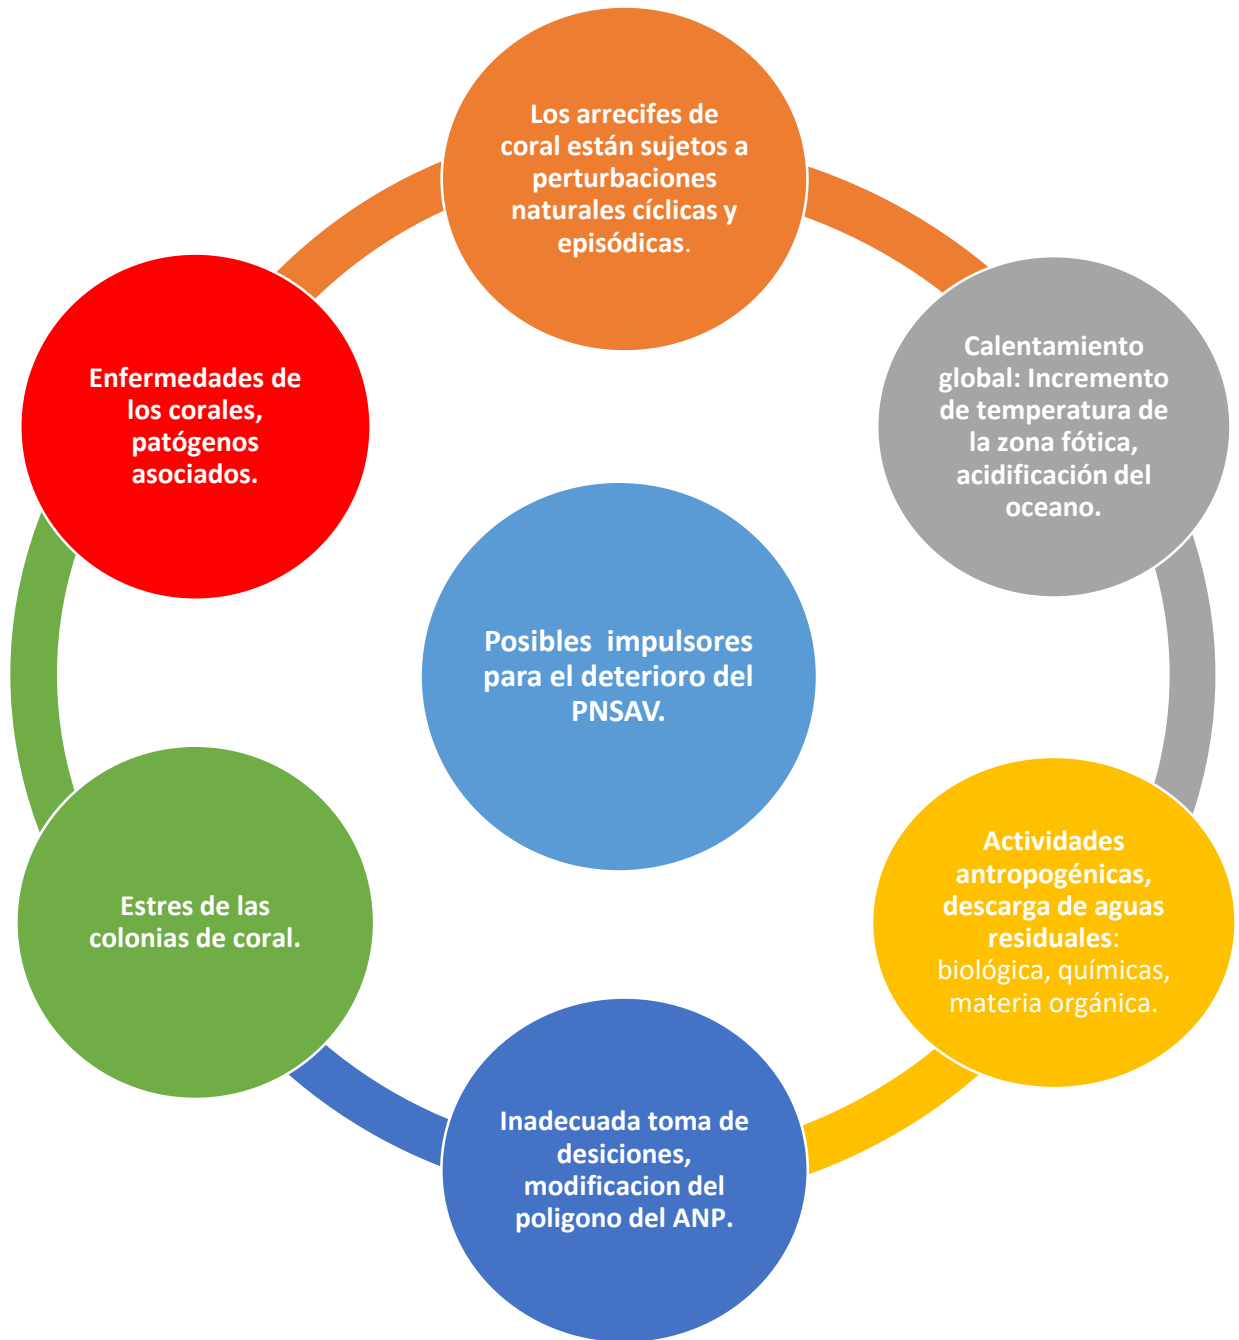 Los arrecifes de
coral están sujetos a
perturbaciones
naturales cíclicas y
episódicas.
Calentamiento
global: Incremento
de temperatura de
la zona fótica,
acidificación del
oceano.
Enfermedades de
los corales,
patógenos
asociados.
Posibles impulsores
para el deterioro del
PNSAV.
Actividades
antropogénicas,
descarga de aguas
residuales:
biológica, químicas,
materia orgánica.
Estres de las
colonias de coral.
Inadecuada toma de
desiciones,
modificacion del
poligono del ANP.